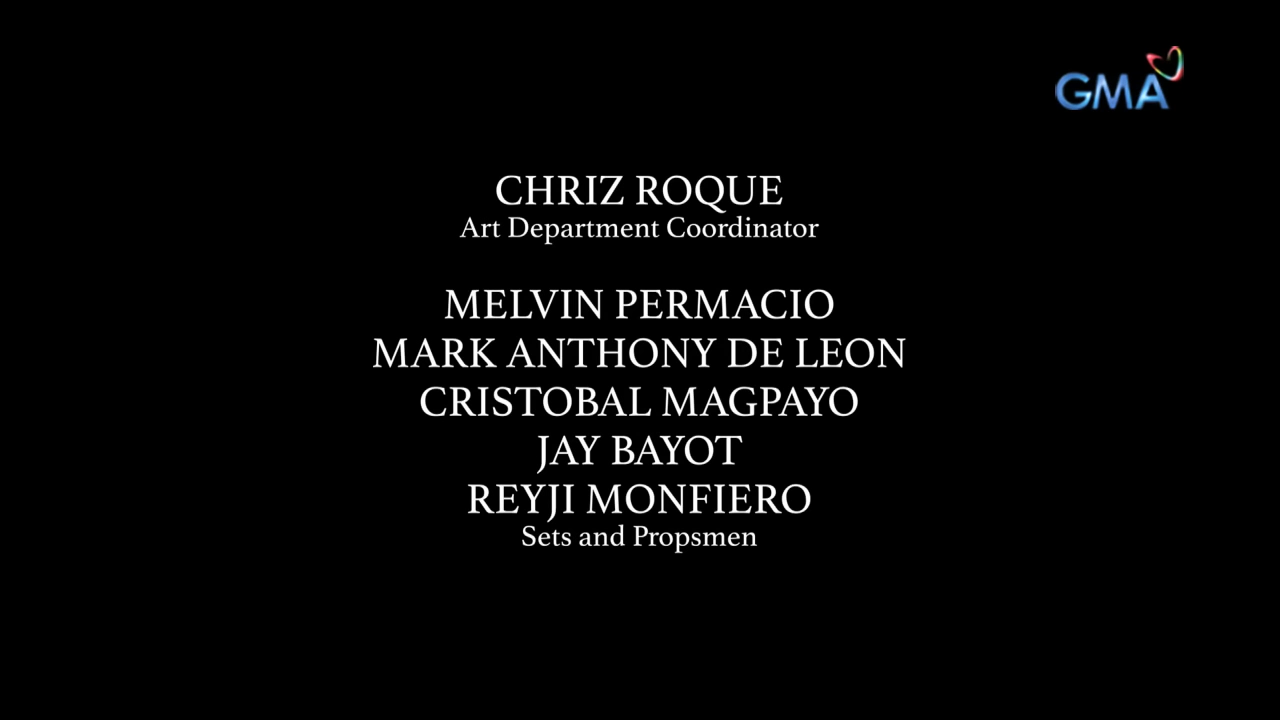 GMA
CHRIZ ROQUE
Art Department Coordinator
MELVIN PERMACIO
MARK ANTHONY DE LEON
CRISTOBAL MAGPAYO
JAY BAYOT
REYJI MONFIERO
Sets and Propsmen